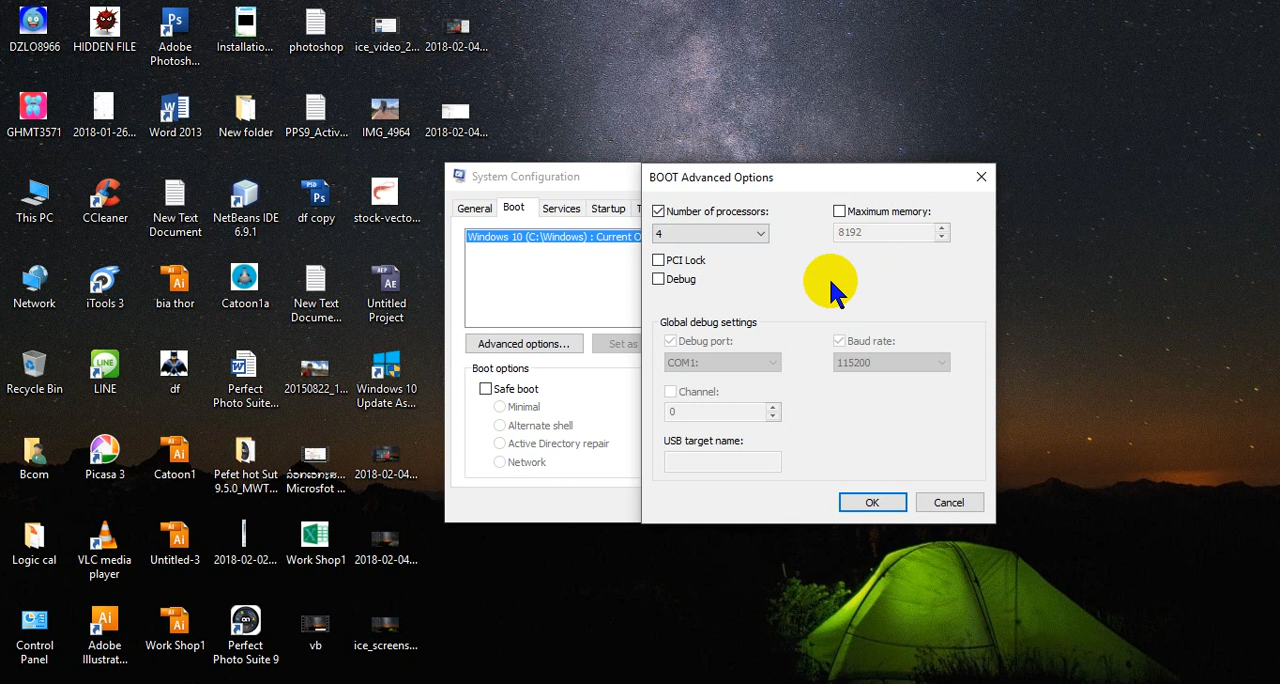 DZLO8966
HIDDEN FILE
Adobe
Photosh...
Installatio...
photoshop
ice_video_2...
2018-02-04...
GHMT3571
2018-01-26...
Word 2013
New folder
PPS9_Activ...
IMG_4964
2018-02-04...
This PC
CCleaner
New Text
Document
NetBeans IDE
6.9.1
df copy
stock-vecto...
Network
iTools 3
bia thor
Catoon1a
New Text
Docume...
Untitled
Project
Recycle Bin
LINE
df
Perfect
Photo Suite...
20150822_1...
Windows 10
Update As...
Bcom
Picasa 3
Catoon1
Pefet hot Sut
9.5.0_MWT...
Microsfot ...
2018-02-04...
Logic cal
VLC media
player
Untitled-3
2018-02-02...
Work Shop1
2018-02-04...
Control
Panel
Adobe
Illustrat...
Work Shop1
Perfect
Photo Suite 9
vb
ice_screens...
System Configuration
General
Boot
Services
Startup
T
Windows 10 (C:\Windows) : Current O
Advanced options...
Set as
Boot options
Safe boot
Minimal
Alternate shell
Active Directory repair
Network
BOOT Advanced Options
Number of processors:
Maximum memory:
4
8192
PCI Lock
Debug
Global debug settings
Debug port:
Baud rate:
COM1:
115200
Channel:
0
USB target name:
OK
Cancel